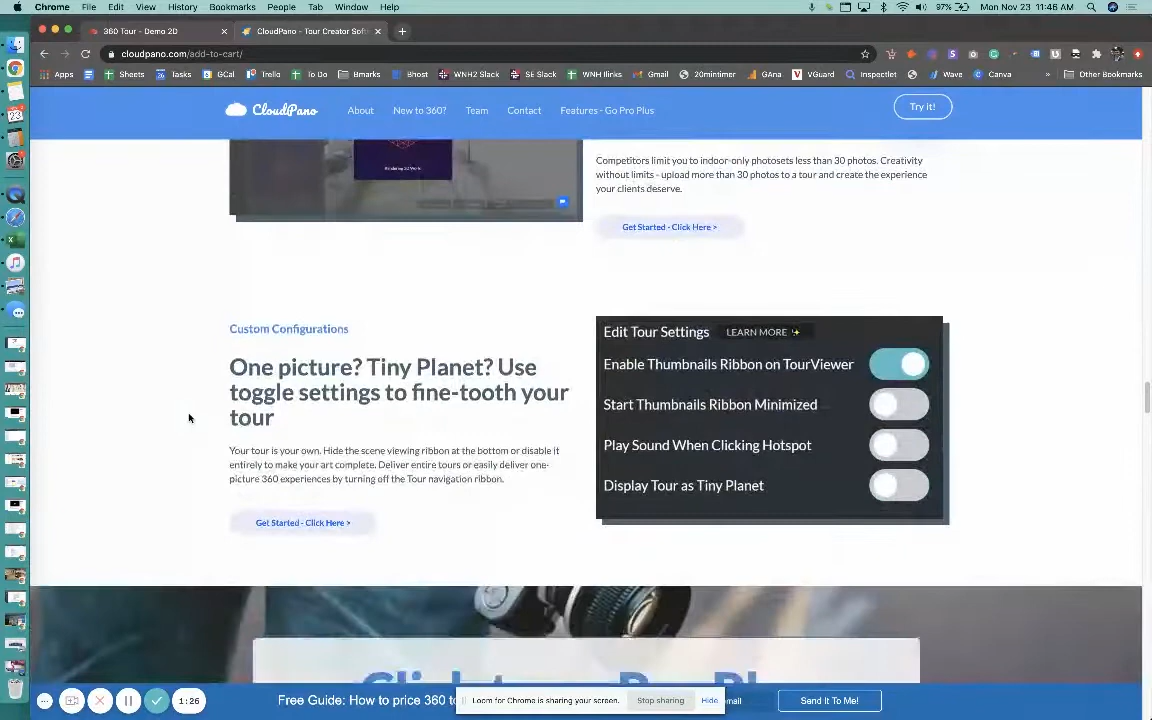 Chrome File Edit View History Bookmarks People Tab Window Help 97% Mon Nov 23 11:46 AM
360 Tour - Demo 2D CloudPano - Tour Creator Soft
cloudpano.com/add-to-cart/
Apps Sheets Tasks GCal Trello To Do Bmarks Bhost WNH2 Slack SE Slack WNH llinks Gmail 20mintimer GAna VGuard Inspectlet Wave Canva » Other Bookmarks
CloudPano About New to 360? Team Contact Features - Go Pro Plus Try it!
Competitors limit you to indoor-only photosets less than 30 photos. Creativity
without limits - upload more than 30 photos to a tour and create the experience
your clients deserve.
Get Started - Click Here >
Custom Configurations
One picture? Tiny Planet? Use
toggle settings to fine-tooth your
tour
Your tour is your own. Hide the scene viewing ribbon at the bottom or disable it
entirely to make your art complete. Deliver entire tours or easily deliver one-
picture 360 experiences by turning off the Tour navigation ribbon.
Get Started - Click Here >
Edit Tour Settings LEARN MORE
Enable Thumbnails Ribbon on TourViewer
Start Thumbnails Ribbon Minimized
Play Sound When Clicking Hotspot
Display Tour as Tiny Planet
1:26 Free Guide: How to price 360 to Loom for Chrome is sharing your screen. Stop sharing Hide email Send It To Me!